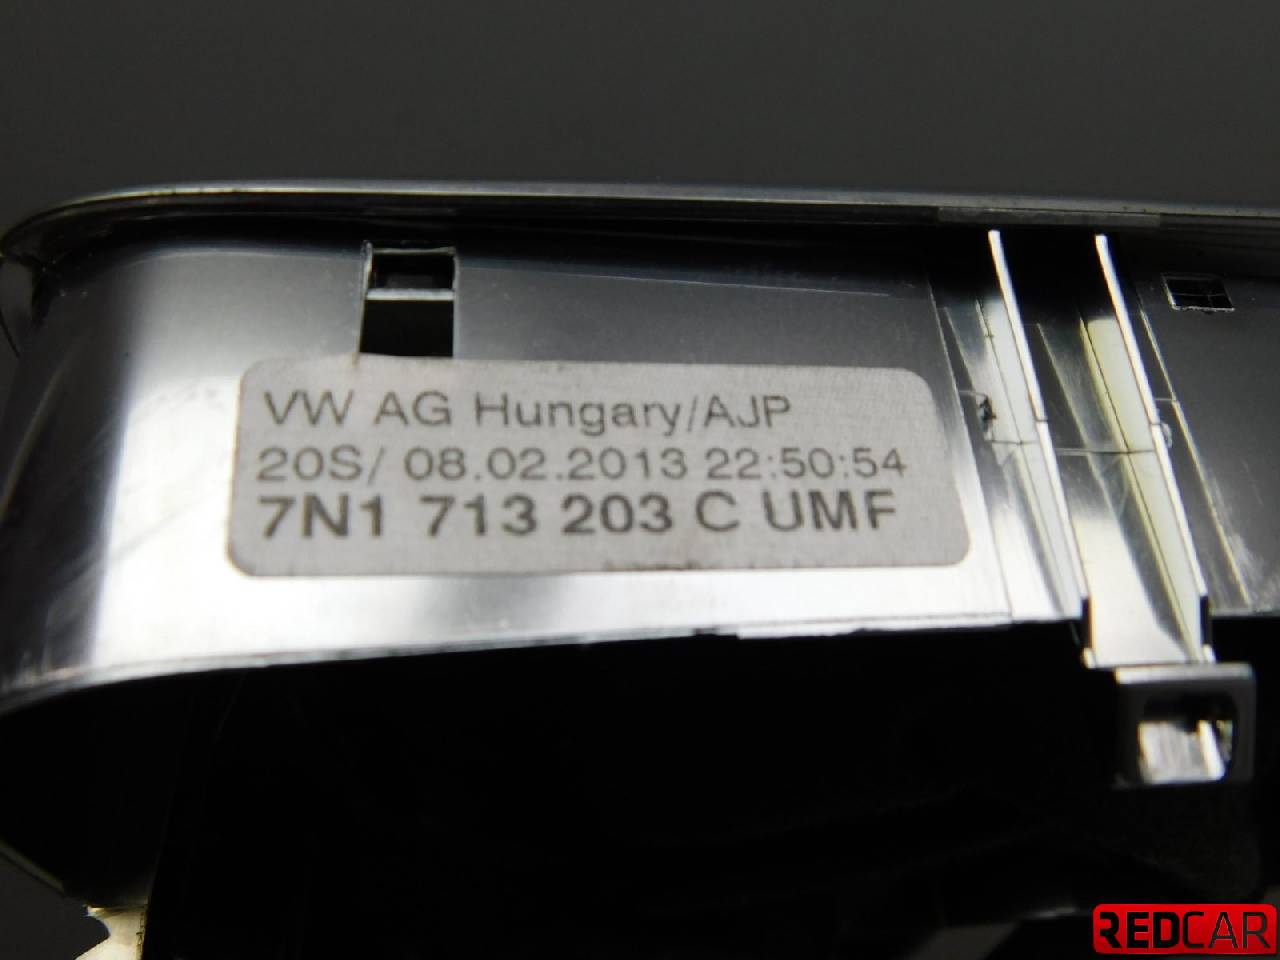 VW AG Hungary/AJP
20S/ 08.02.2013 22:50:54
7N1 713 203 C UMF
REDCAR